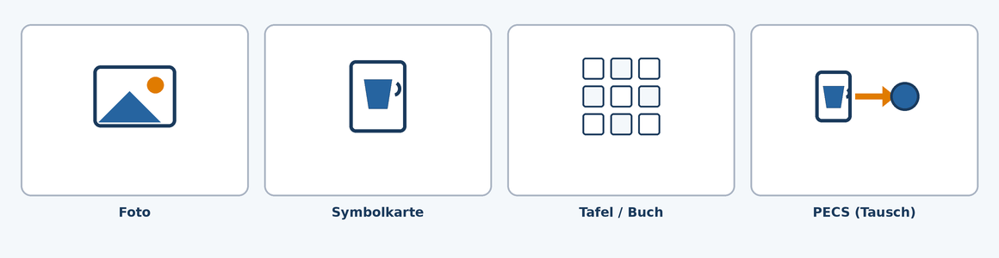 Foto
Symbolkarte
Tafel / Buch
PECS (Tausch)